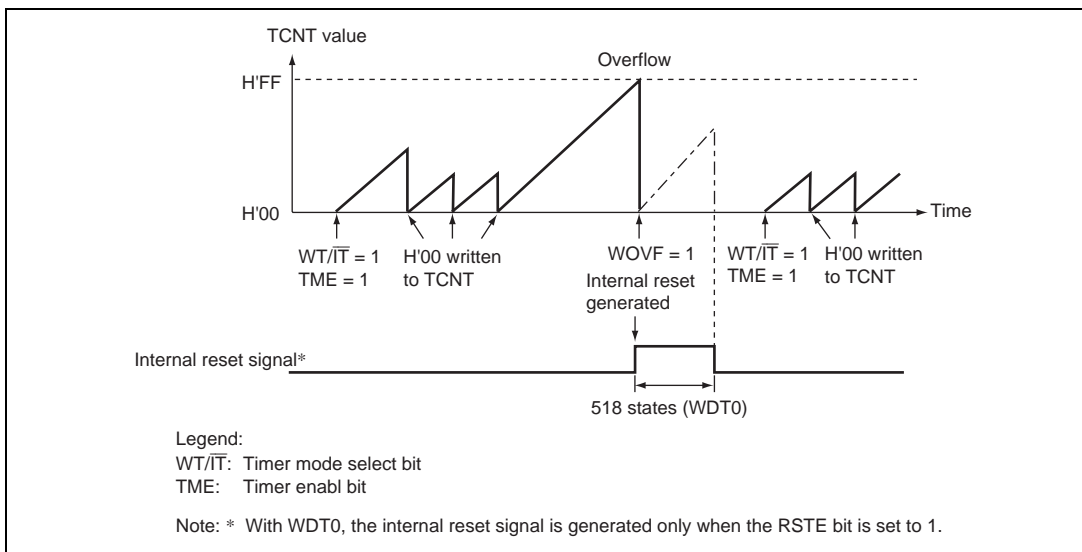 TCNT value
Overflow
H'FF
H'00
Time
WT/IT = 1
TME = 1
H'00 written
to TCNT
WOVF = 1
Internal reset
generated
WT/IT = 1
TME = 1
H'00 written
to TCNT
Internal reset signal*
518 states (WDT0)
Legend:
WT/IT: Timer mode select bit
TME: Timer enabl bit
Note: * With WDT0, the internal reset signal is generated only when the RSTE bit is set to 1.